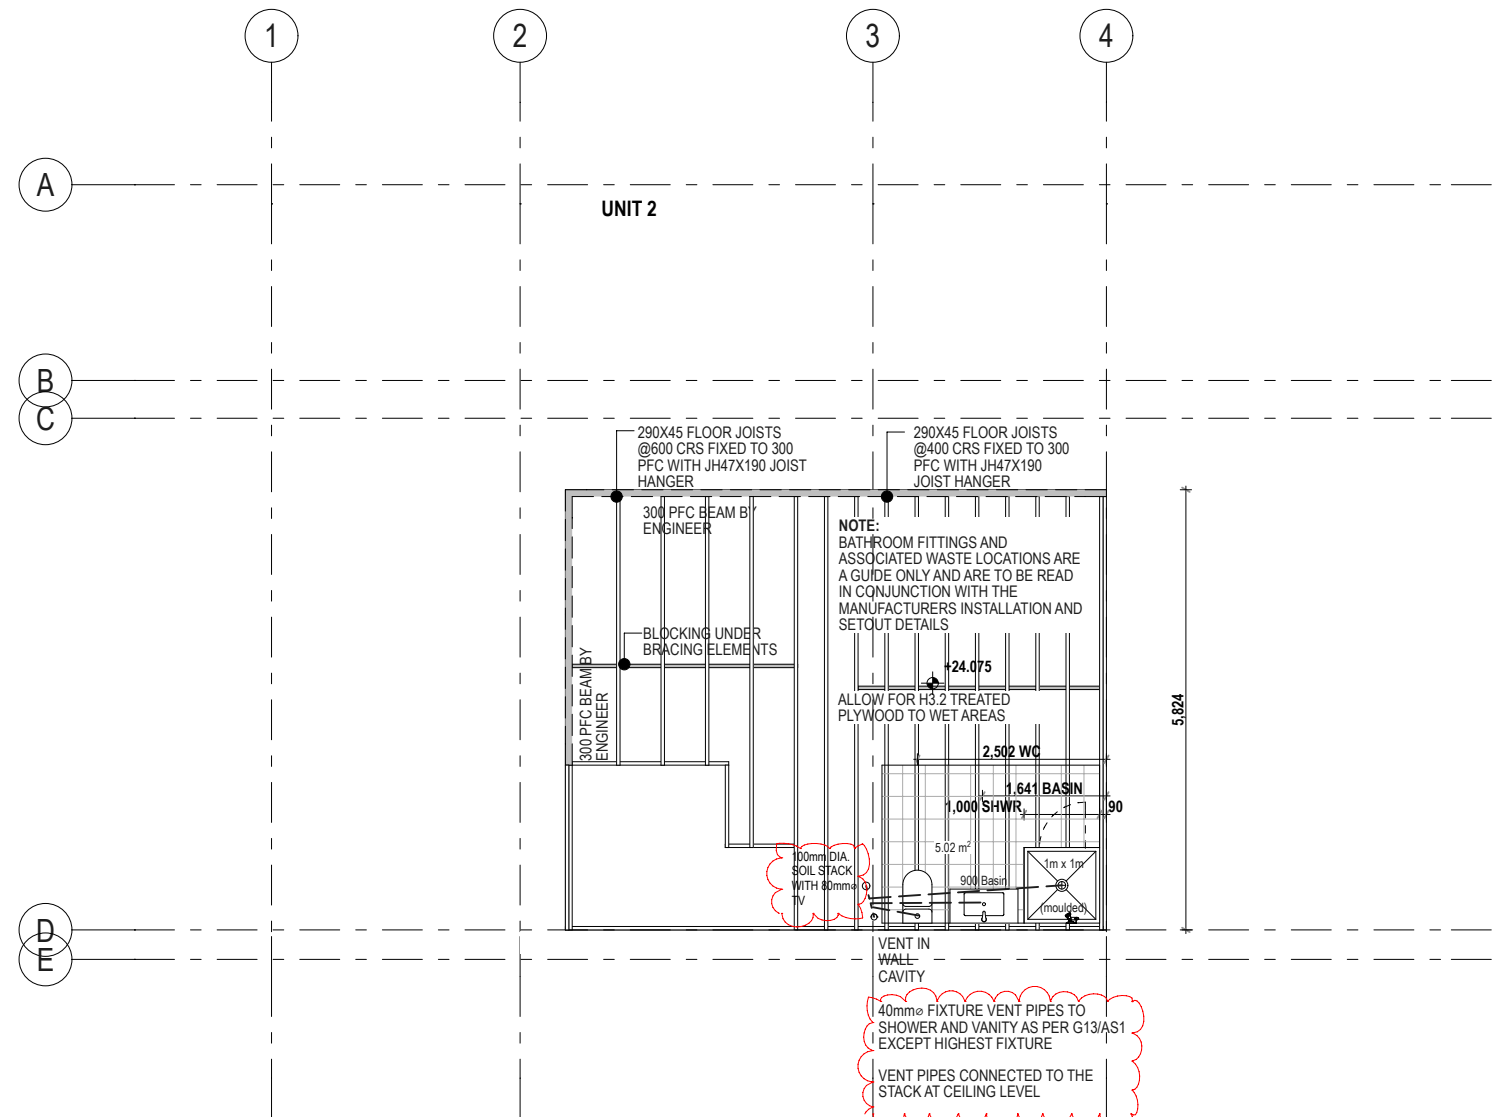 1
2
3
4
A
UNIT 2
B
C
290X45 FLOOR JOISTS
@600 CRS FIXED TO 300
PFC WITH JH47X190 JOIST
HANGER
290X45 FLOOR JOISTS
@400 CRS FIXED TO 300
PFC WITH JH47X190
JOIST HANGER
300 PFC BEAM BY
ENGINEER
NOTE:
BATHROOM FITTINGS AND
ASSOCIATED WASTE LOCATIONS ARE
A GUIDE ONLY AND ARE TO BE READ
IN CONJUNCTION WITH THE
MANUFACTURERS INSTALLATION AND
SETOUT DETAILS
BLOCKING UNDER
BRACING ELEMENTS
300 PFC BEAM BY
ENGINEER
+24.075
ALLOW FOR H3.2 TREATED
PLYWOOD TO WET AREAS
5,824
2,502 WC
1,641 BASIN
1,000 SHWR
90
5.02 m²
100mm DIA.
SOIL STACK
WITH 80mm⌀
TV
900 Basin
1m x 1m
(moulded)
D
E
VENT IN
WALL
CAVITY
40mm⌀ FIXTURE VENT PIPES TO
SHOWER AND VANITY AS PER G13/AS1
EXCEPT HIGHEST FIXTURE
VENT PIPES CONNECTED TO THE
STACK AT CEILING LEVEL